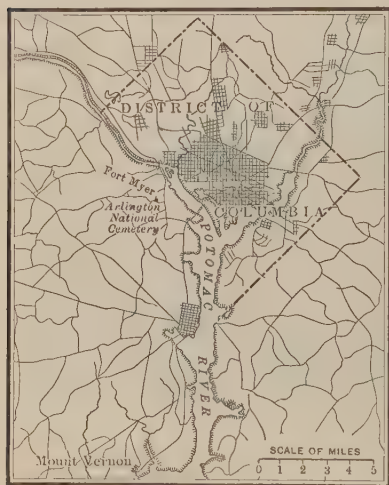 DISTRICT OF
COLUMBIA
Fort Myer
Arlington
National
Cemetery
POTOMAC
RIVER
Mount Vernon
SCALE OF MILES
0 1 2 3 4 5